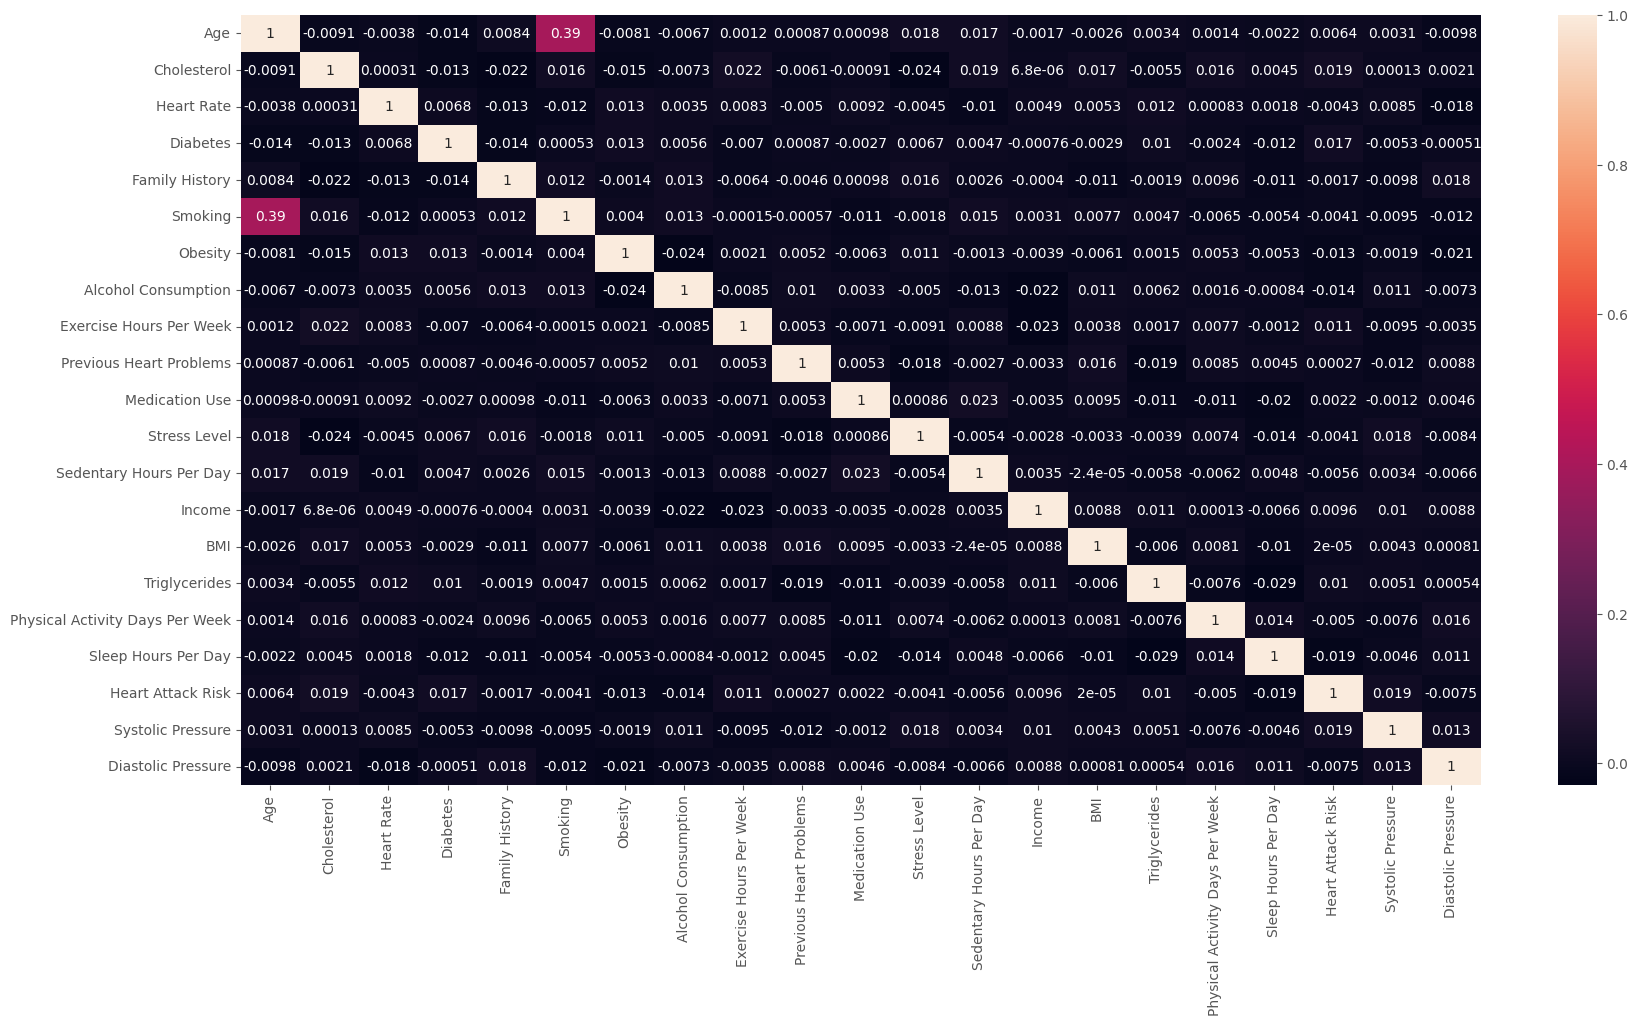 Age 1 -0.0091 -0.0038 -0.014 0.0084 0.39 -0.0081 -0.0067 0.0012 0.00087 0.00098 0.018 0.017 -0.0017 -0.0026 0.0034 0.0014 -0.0022 0.0064 0.0031 -0.0098
Cholesterol -0.0091 1 0.00031 -0.013 -0.022 0.016 -0.015 -0.0073 0.022 -0.0061 -0.00091 -0.024 0.019 6.8e-06 0.017 -0.0055 0.016 0.0045 0.019 0.00013 0.0021
Heart Rate -0.0038 0.00031 1 0.0068 -0.013 -0.012 0.013 0.0035 0.0083 -0.005 0.0092 -0.0045 -0.01 0.0049 0.0053 0.012 0.00083 0.0018 -0.0043 0.0085 -0.018
Diabetes -0.014 -0.013 0.0068 1 -0.014 0.00053 0.013 0.0056 -0.007 0.00087 -0.0027 0.0067 0.0047 -0.00076 -0.0029 0.01 -0.0024 -0.012 0.017 -0.0053 -0.00051
Family History 0.0084 -0.022 -0.013 -0.014 1 0.012 -0.0014 0.013 -0.0064 -0.0046 0.00098 0.016 0.0026 -0.0004 -0.011 -0.0019 0.0096 -0.011 -0.0017 -0.0098 0.018
Smoking 0.39 0.016 -0.012 0.00053 0.012 1 0.004 0.013 -0.00015 -0.00057 -0.011 -0.0018 0.015 0.0031 0.0077 0.0047 -0.0065 -0.0054 -0.0041 -0.0095 -0.012
Obesity -0.0081 -0.015 0.013 0.013 -0.0014 0.004 1 -0.024 0.0021 0.0052 -0.0063 0.011 -0.0013 -0.0039 -0.0061 0.0015 0.0053 -0.0053 -0.013 -0.0019 -0.021
Alcohol Consumption -0.0067 -0.0073 0.0035 0.0056 0.013 0.013 -0.024 1 -0.0085 0.01 0.0033 -0.005 -0.013 -0.022 0.011 0.0062 0.0016 -0.00084 -0.014 0.011 -0.0073
Exercise Hours Per Week 0.0012 0.022 0.0083 -0.007 -0.0064 -0.00015 0.0021 -0.0085 1 0.0053 -0.0071 -0.0091 0.0088 -0.023 0.0038 0.0017 0.0077 -0.0012 0.011 -0.0095 -0.0035
Previous Heart Problems 0.00087 -0.0061 -0.005 0.00087 -0.0046 -0.00057 0.0052 0.01 0.0053 1 0.0053 -0.018 -0.0027 -0.0033 0.016 -0.019 0.0085 0.0045 0.00027 -0.012 0.0088
Medication Use 0.00098 -0.00091 0.0092 -0.0027 0.00098 -0.011 -0.0063 0.0033 -0.0071 0.0053 1 0.00086 0.023 -0.0035 0.0095 -0.011 -0.011 -0.02 0.0022 -0.0012 0.0046
Stress Level 0.018 -0.024 -0.0045 0.0067 0.016 -0.0018 0.011 -0.005 -0.0091 -0.018 0.00086 1 -0.0054 -0.0028 -0.0033 -0.0039 0.0074 -0.014 -0.0041 0.018 -0.0084
Sedentary Hours Per Day 0.017 0.019 -0.01 0.0047 0.0026 0.015 -0.0013 -0.013 0.0088 -0.0027 0.023 -0.0054 1 0.0035 -2.4e-05 -0.0058 -0.0062 0.0048 -0.0056 0.0034 -0.0066
Income -0.0017 6.8e-06 0.0049 -0.00076 -0.0004 0.0031 -0.0039 -0.022 -0.023 -0.0033 -0.0035 -0.0028 0.0035 1 0.0088 0.011 0.00013 -0.0066 0.0096 0.01 0.0088
BMI -0.0026 0.017 0.0053 -0.0029 -0.011 0.0077 -0.0061 0.011 0.0038 0.016 0.0095 -0.0033 -2.4e-05 0.0088 1 -0.006 0.0081 -0.01 2e-05 0.0043 0.00081
Triglycerides 0.0034 -0.0055 0.012 0.01 -0.0019 0.0047 0.0015 0.0062 0.0017 -0.019 -0.011 -0.0039 -0.0058 0.011 -0.006 1 -0.0076 -0.029 0.01 0.0051 0.00054
Physical Activity Days Per Week 0.0014 0.016 0.00083 -0.0024 0.0096 -0.0065 0.0053 0.0016 0.0077 0.0085 -0.011 0.0074 -0.0062 0.00013 0.0081 -0.0076 1 0.014 -0.005 -0.0076 0.016
Sleep Hours Per Day -0.0022 0.0045 0.0018 -0.012 -0.011 -0.0054 -0.0053 -0.00084 -0.0012 0.0045 -0.02 -0.014 0.0048 -0.0066 -0.01 -0.029 0.014 1 -0.019 -0.0046 0.011
Heart Attack Risk 0.0064 0.019 -0.0043 0.017 -0.0017 -0.0041 -0.013 -0.014 0.011 0.00027 0.0022 -0.0041 -0.0056 0.0096 2e-05 0.01 -0.005 -0.019 1 0.019 -0.0075
Systolic Pressure 0.0031 0.00013 0.0085 -0.0053 -0.0098 -0.0095 -0.0019 0.011 -0.0095 -0.012 -0.0012 0.018 0.0034 0.01 0.0043 0.0051 -0.0076 -0.0046 0.019 1 0.013
Diastolic Pressure -0.0098 0.0021 -0.018 -0.00051 0.018 -0.012 -0.021 -0.0073 -0.0035 0.0088 0.0046 -0.0084 -0.0066 0.0088 0.00081 0.00054 0.016 0.011 -0.0075 0.013 1
Age
Cholesterol
Heart Rate
Diabetes
Family History
Smoking
Obesity
Alcohol Consumption
Exercise Hours Per Week
Previous Heart Problems
Medication Use
Stress Level
Sedentary Hours Per Day
Income
BMI
Triglycerides
Physical Activity Days Per Week
Sleep Hours Per Day
Heart Attack Risk
Systolic Pressure
Diastolic Pressure
1.0
0.8
0.6
0.4
0.2
0.0